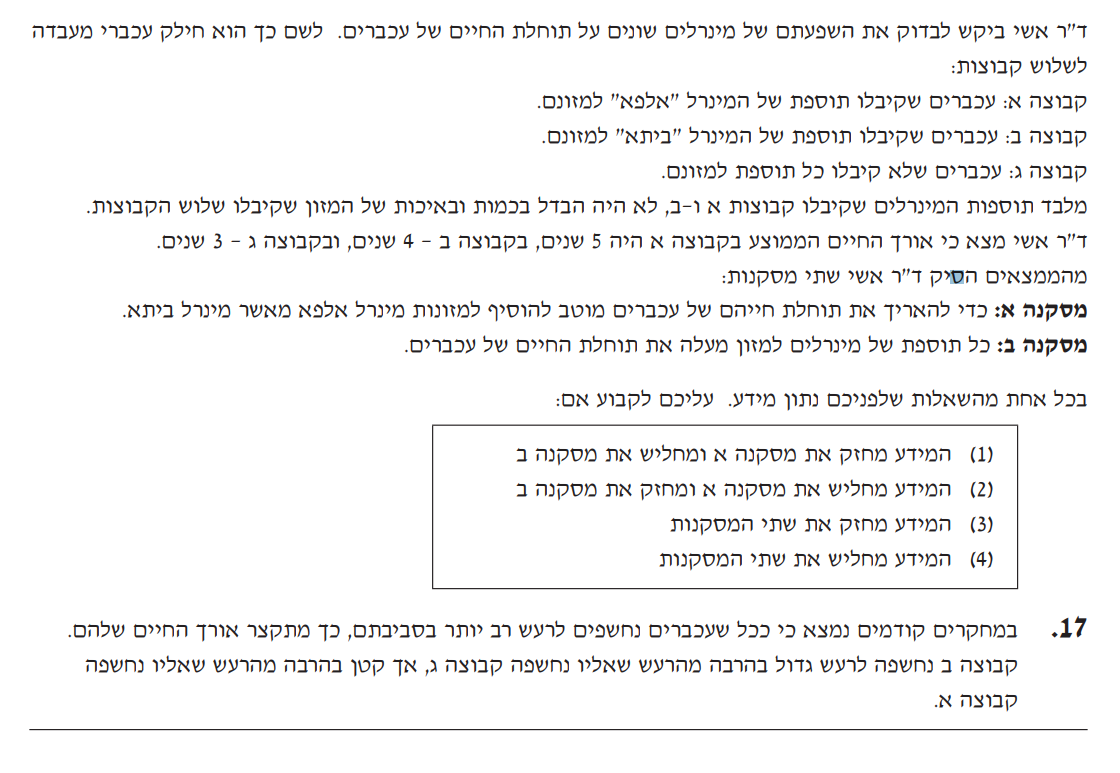 ד"ר אשי ביקש לבדוק את השפעתם של מינרלים שונים על תוחלת החיים של עכברים. לשם כך הוא חילק עכברי מעבדה
לשלוש קבוצות:
קבוצה א: עכברים שקיבלו תוספת של המינרל "אלפא" למזונם.
קבוצה ב: עכברים שקיבלו תוספת של המינרל "ביתא" למזונם.
קבוצה ג: עכברים שלא קיבלו כל תוספת למזונם.
מלבד תוספות המינרלים שקיבלו קבוצות א ו-ב, לא היה הבדל בכמות ובאיכות של המזון שקיבלו שלוש הקבוצות.
ד"ר אשי מצא כי אורך החיים הממוצע בקבוצה א היה 5 שנים, בקבוצה ב - 4 שנים, ובקבוצה ג - 3 שנים.
מהממצאים הסיק ד"ר אשי שתי מסקנות:
מסקנה א: כדי להאריך את תוחלת חייהם של עכברים מוטב להוסיף למזונות מינרל אלפא מאשר מינרל ביתא.
מסקנה ב: כל תוספת של מינרלים למזון מעלה את תוחלת החיים של עכברים.
בכל אחת מהשאלות שלפניכם נתון מידע. עליכם לקבוע אם:
(1) המידע מחזק את מסקנה א ומחליש את מסקנה ב
(2) המידע מחליש את מסקנה א ומחזק את מסקנה ב
(3) המידע מחזק את שתי המסקנות
(4) המידע מחליש את שתי המסקנות
17. במחקרים קודמים נמצא כי ככל שעכברים נחשפים לרעש רב יותר בסביבתם, כך מתקצר אורך החיים שלהם.
קבוצה ב נחשפה לרעש גדול בהרבה מהרעש שאליו נחשפה קבוצה ג, אך קטן בהרבה מהרעש שאליו נחשפה
קבוצה א.